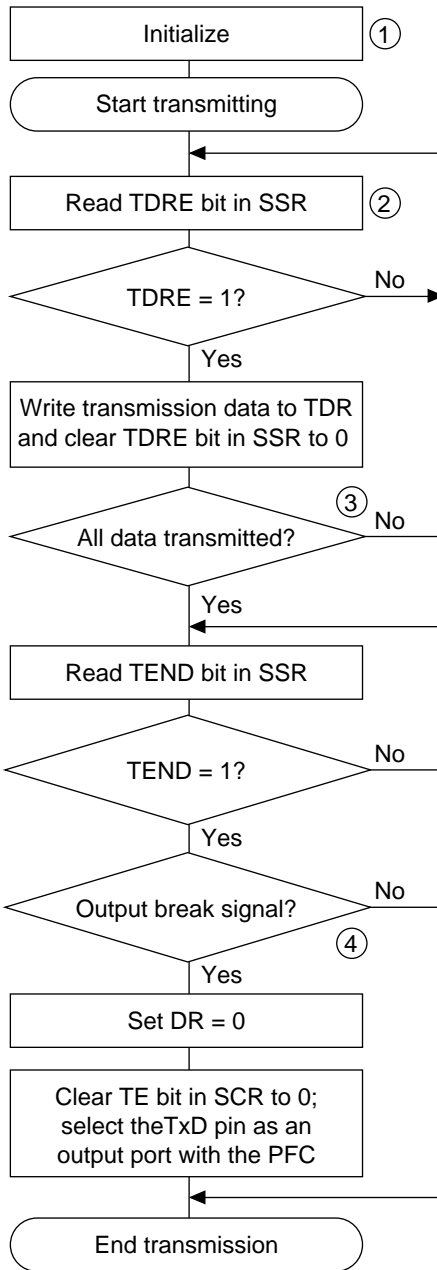 Initialize
①
Start transmitting
Read TDRE bit in SSR
②
TDRE = 1?
No
Yes
Write transmission data to TDR
and clear TDRE bit in SSR to 0
③
All data transmitted?
No
Yes
Read TEND bit in SSR
TEND = 1?
No
Yes
Output break signal?
No
④
Yes
Set DR = 0
Clear TE bit in SCR to 0;
select theTxD pin as an
output port with the PFC
End transmission